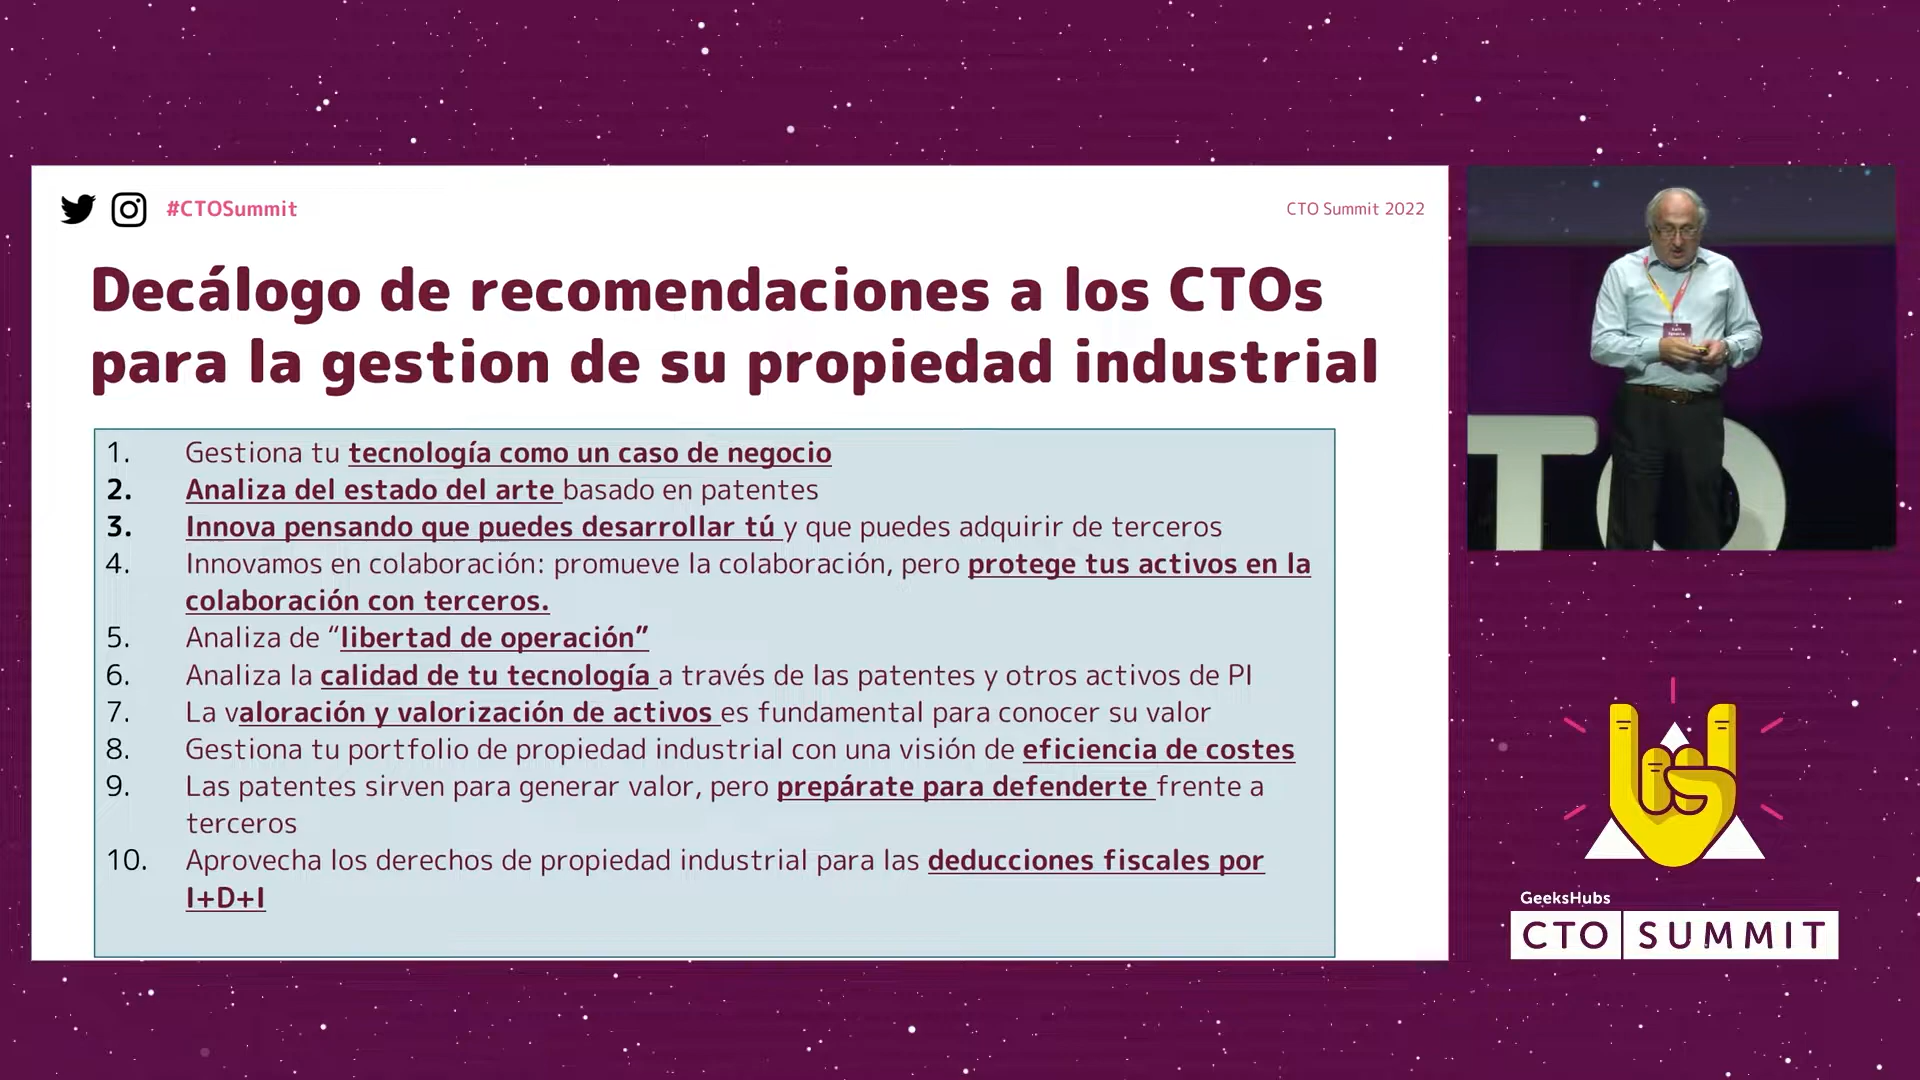 #CTOSummit
CTO Summit 2022
Decálogo de recomendaciones a los CTOs
para la gestion de su propiedad industrial
1. Gestiona tu tecnología como un caso de negocio
2. Analiza del estado del arte basado en patentes
3. Innova pensando que puedes desarrollar tú y que puedes adquirir de terceros
4. Innovamos en colaboración: promueve la colaboración, pero protege tus activos en la
colaboración con terceros.
5. Analiza de “libertad de operación”
6. Analiza la calidad de tu tecnología a través de las patentes y otros activos de PI
7. La valoración y valorización de activos es fundamental para conocer su valor
8. Gestiona tu portfolio de propiedad industrial con una visión de eficiencia de costes
9. Las patentes sirven para generar valor, pero prepárate para defenderte frente a
terceros
10. Aprovecha los derechos de propiedad industrial para las deducciones fiscales por
I+D+I
TO
GeeksHubs
CTO SUMMIT